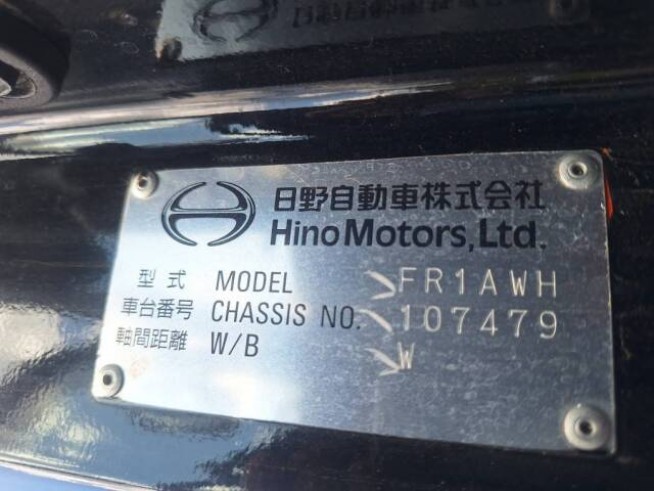 日野自動車株式会社
Hino Motors, Ltd.
型式 MODEL FR1AWH
車台番号 CHASSIS NO. 107479
軸間距離 W/B W